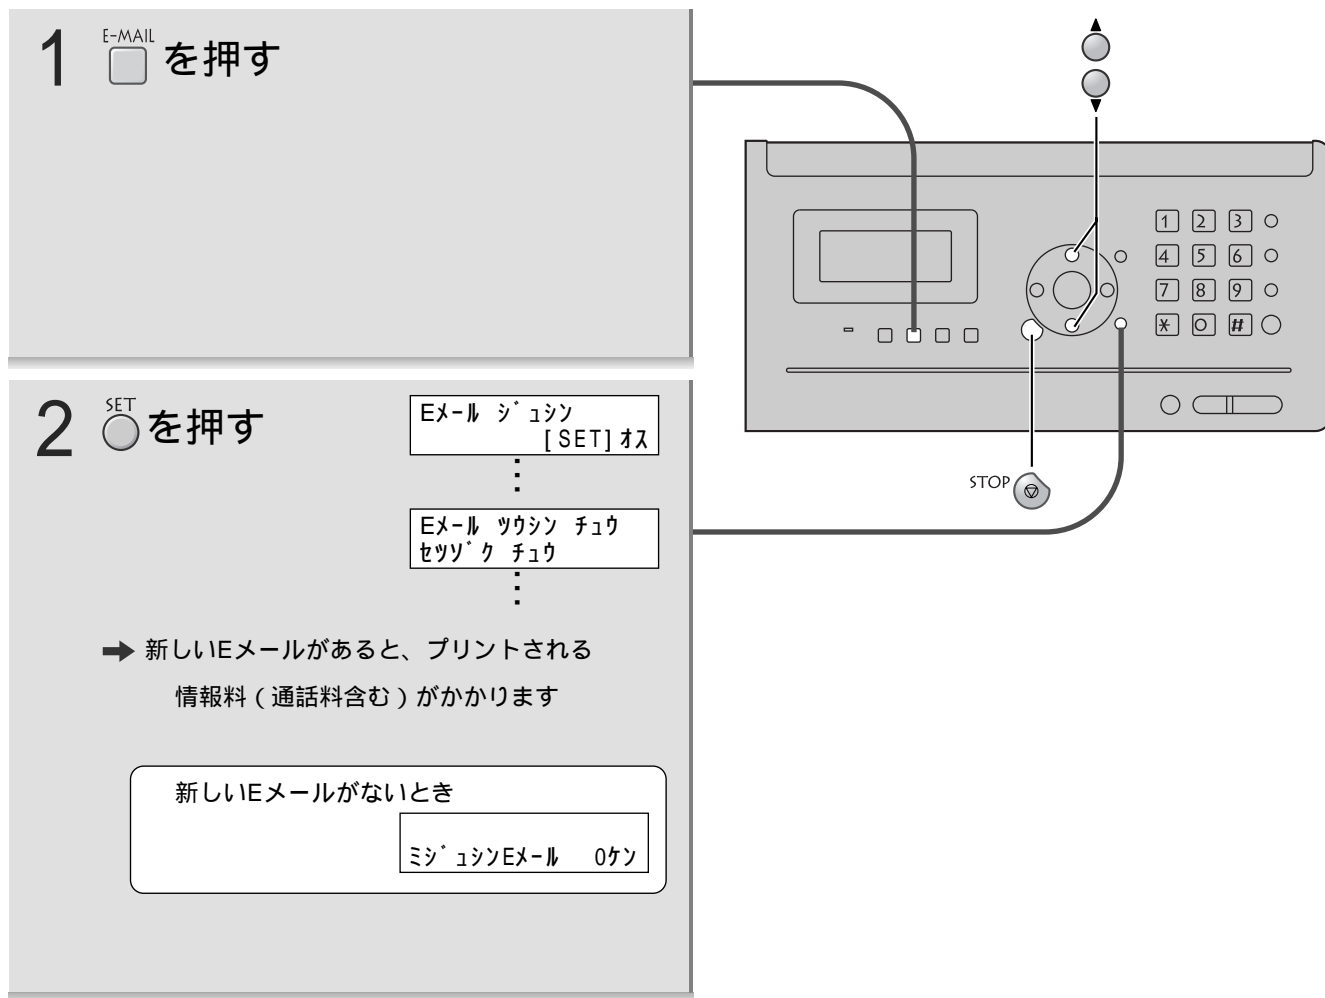 1 E-MAIL を押す
2 SET を押す
Eﾒｰﾙ ｼﾞｭｼﾝ
[SET]ｵｽ
Eﾒｰﾙ ﾂｳｼﾝ ﾁｭｳ
ｾﾂｿﾞｸ ﾁｭｳ
➡ 新しいEメールがあると、プリントされる
情報料(通話料含む)がかかります
新しいEメールがないとき
ﾐｼﾞｭｼﾝEﾒｰﾙ 0ｹﾝ
1 2 3
4 5 6
7 8 9
* 0 #
STOP